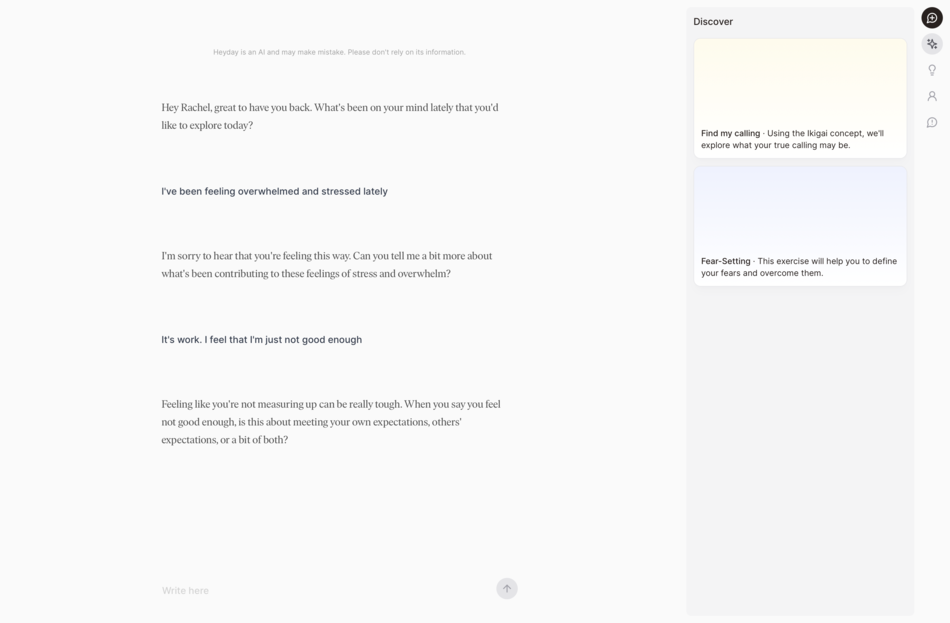 Discover
Heyday is an AI and may make mistake. Please don't rely on its information.
Hey Rachel, great to have you back. What's been on your mind lately that you'd
like to explore today?
I've been feeling overwhelmed and stressed lately
I'm sorry to hear that you're feeling this way. Can you tell me a bit more about
what's been contributing to these feelings of stress and overwhelm?
It's work. I feel that I'm just not good enough
Feeling like you're not measuring up can be really tough. When you say you feel
not good enough, is this about meeting your own expectations, others'
expectations, or a bit of both?
Write here
Find my calling · Using the Ikigai concept, we'll
explore what your true calling may be.
Fear-Setting · This exercise will help you to define
your fears and overcome them.